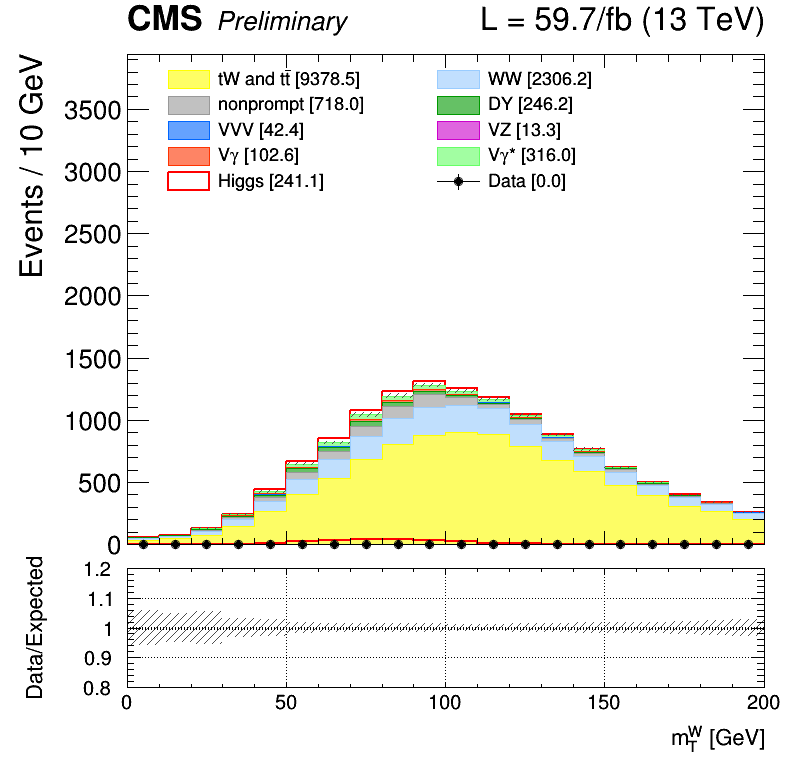 CMS Preliminary L = 59.7/fb (13 TeV)
Events / 10 GeV
tW and tt̄ [9378.5] WW [2306.2]
nonprompt [718.0] DY [246.2]
VVV [42.4] VZ [13.3]
Vγ [102.6] Vγ* [316.0]
Higgs [241.1] Data [0.0]
3500
3000
2500
2000
1500
1000
500
0
Data/Expected
1.2
1.1
1
0.9
0.8
0 50 100 150 200
m_T^W [GeV]